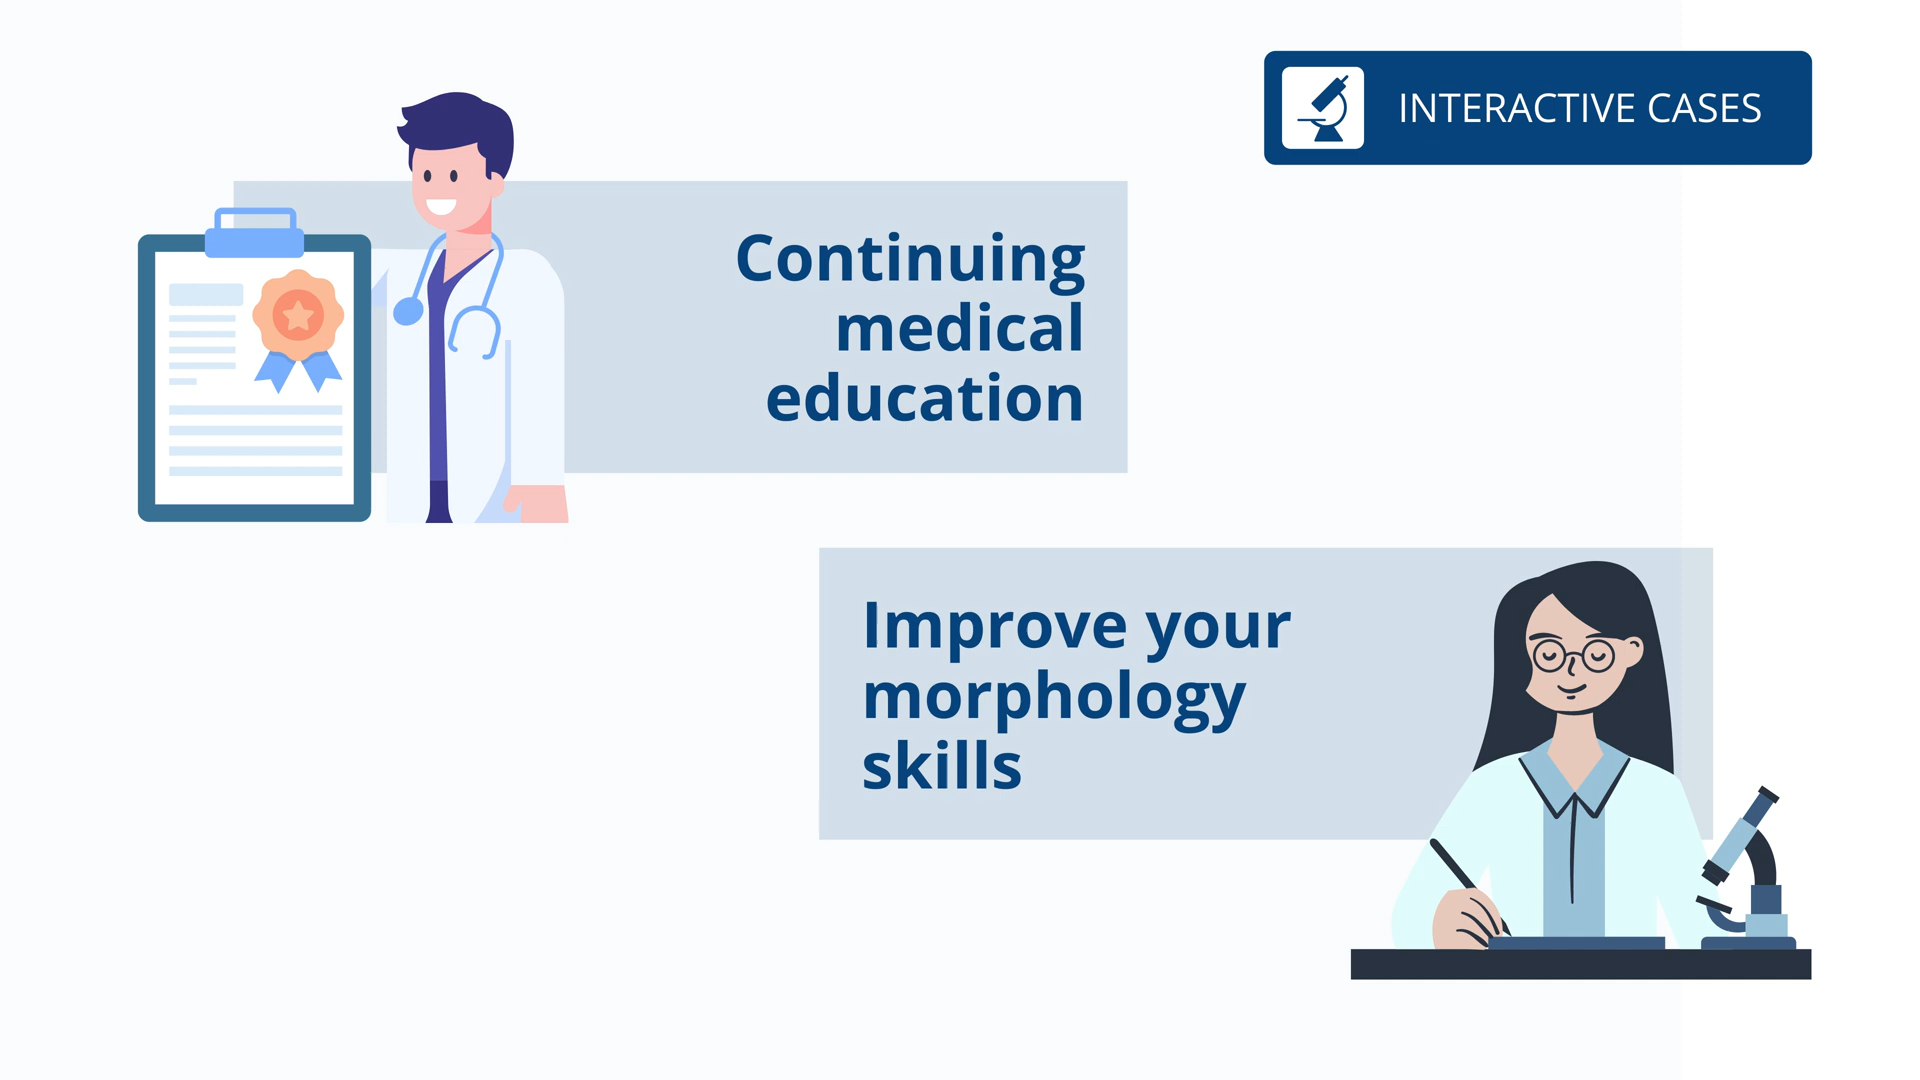 INTERACTIVE CASES
Continuing
medical
education
Improve your
morphology
skills